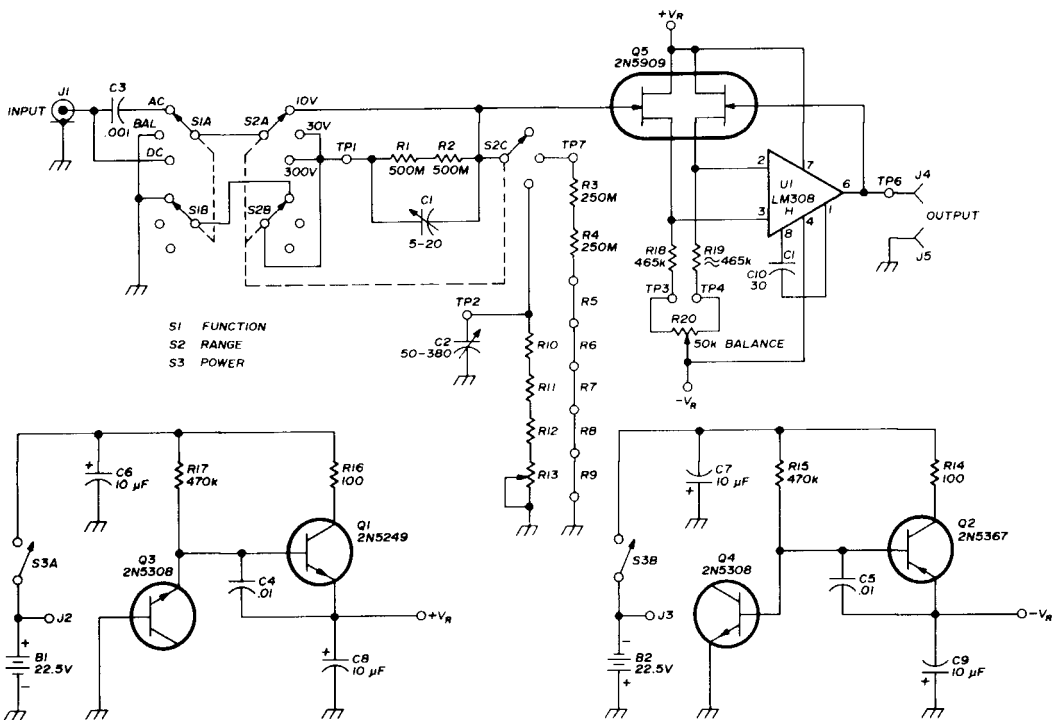 J1
INPUT
C3
.001
AC
BAL
DC
S1A
S1B
S2A
S2B
10V
30V
300V
TP1
R1
500M
R2
500M
C1
5-20
S2C
TP7
R3
250M
R4
250M
R5
R6
R7
R8
R9
TP2
C2
50-380
R10
R11
R12
R13
+VR
Q5
2N5909
2
3
7
6
U1
LM308
H
8
4
1
C1
C10
30
TP6
J4
OUTPUT
J5
R18
465k
R19
≈465k
TP3
TP4
R20
50k BALANCE
-VR
S1 FUNCTION
S2 RANGE
S3 POWER
+
C6
10 μF
R17
470k
R16
100
Q1
2N5249
Q3
2N5308
C4
.01
S3A
J2
+
B1
22.5V
-
+VR
+
C8
10 μF
C7
10 μF
+
R15
470k
R14
100
Q2
2N5367
Q4
2N5308
C5
.01
S3B
J3
-
B2
22.5V
+
-VR
C9
10 μF
+